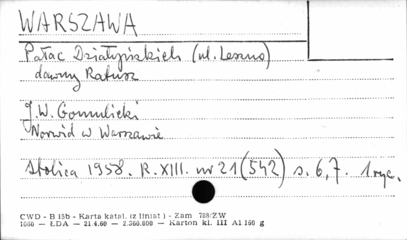 WARSZAWA
Pałac Działyńskich (ul. Leszno)
dawny Ratusz
J.W. Gomulicki
Norwid w Warszawie
Stolica 1958. R. XIII. nr 21 (542) s. 6,7. 1 ryc.
CWD - B 13b - Karta katal. (z liniat) - Zam 788/ZW
1050 - ŁDA - 21.4.60 - 2.360.000 - Karton kl. III A1 160 g